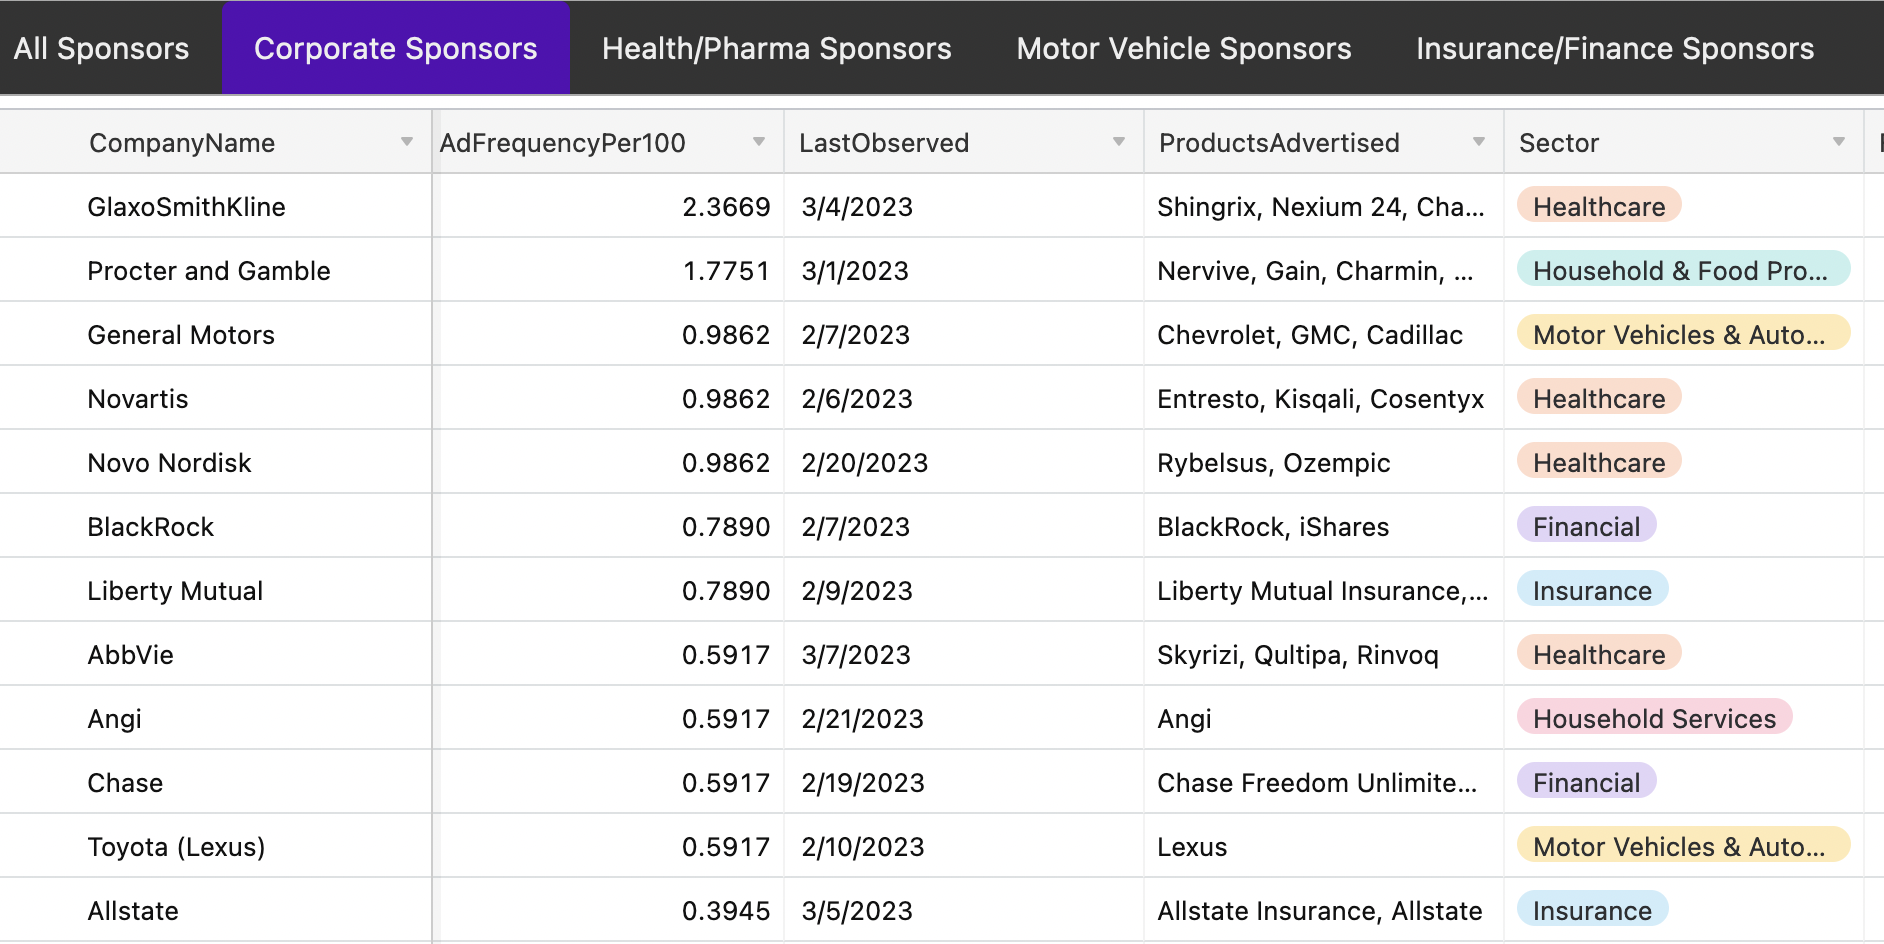 All Sponsors Corporate Sponsors Health/Pharma Sponsors Motor Vehicle Sponsors Insurance/Finance Sponsors
CompanyName AdFrequencyPer100 LastObserved ProductsAdvertised Sector
GlaxoSmithKline 2.3669 3/4/2023 Shingrix, Nexium 24, Cha... Healthcare
Procter and Gamble 1.7751 3/1/2023 Nervive, Gain, Charmin, ... Household & Food Pro...
General Motors 0.9862 2/7/2023 Chevrolet, GMC, Cadillac Motor Vehicles & Auto...
Novartis 0.9862 2/6/2023 Entresto, Kisqali, Cosentyx Healthcare
Novo Nordisk 0.9862 2/20/2023 Rybelsus, Ozempic Healthcare
BlackRock 0.7890 2/7/2023 BlackRock, iShares Financial
Liberty Mutual 0.7890 2/9/2023 Liberty Mutual Insurance,... Insurance
AbbVie 0.5917 3/7/2023 Skyrizi, Qultipa, Rinvoq Healthcare
Angi 0.5917 2/21/2023 Angi Household Services
Chase 0.5917 2/19/2023 Chase Freedom Unlimite... Financial
Toyota (Lexus) 0.5917 2/10/2023 Lexus Motor Vehicles & Auto...
Allstate 0.3945 3/5/2023 Allstate Insurance, Allstate Insurance